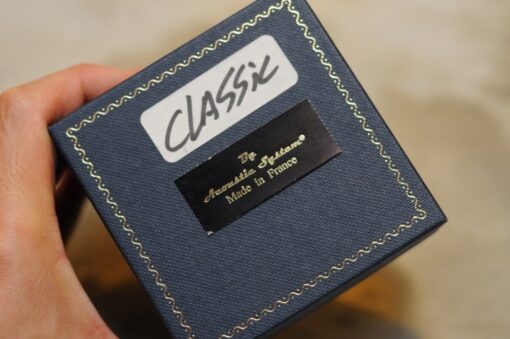 CLASSiC
By
Acoustic System®
Made in France